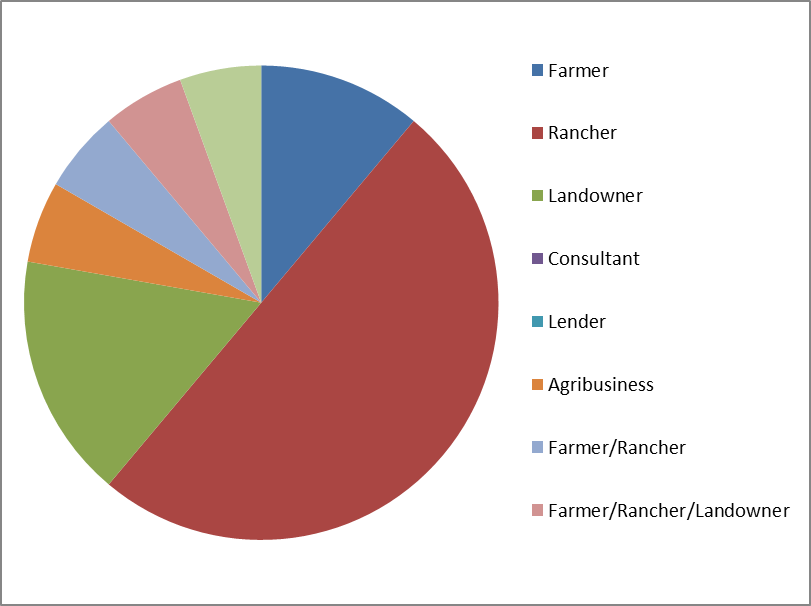 Farmer
Rancher
Landowner
Consultant
Lender
Agribusiness
Farmer/Rancher
Farmer/Rancher/Landowner